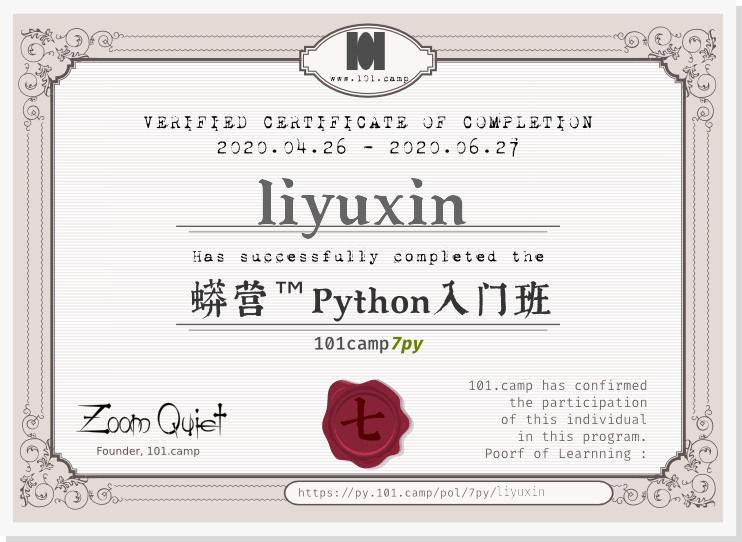 www.101.camp
VERIFIED CERTIFICATE OF COMPLETION
2020.04.26 - 2020.06.27
liyuxin
Has successfully completed the
蟒营™Python入门班
101camp7py
七
Zoom Quiet
Founder, 101.camp
101.camp has confirmed
the participation
of this individual
in this program.
Poorf of Learnning :
https://py.101.camp/pol/7py/liyuxin